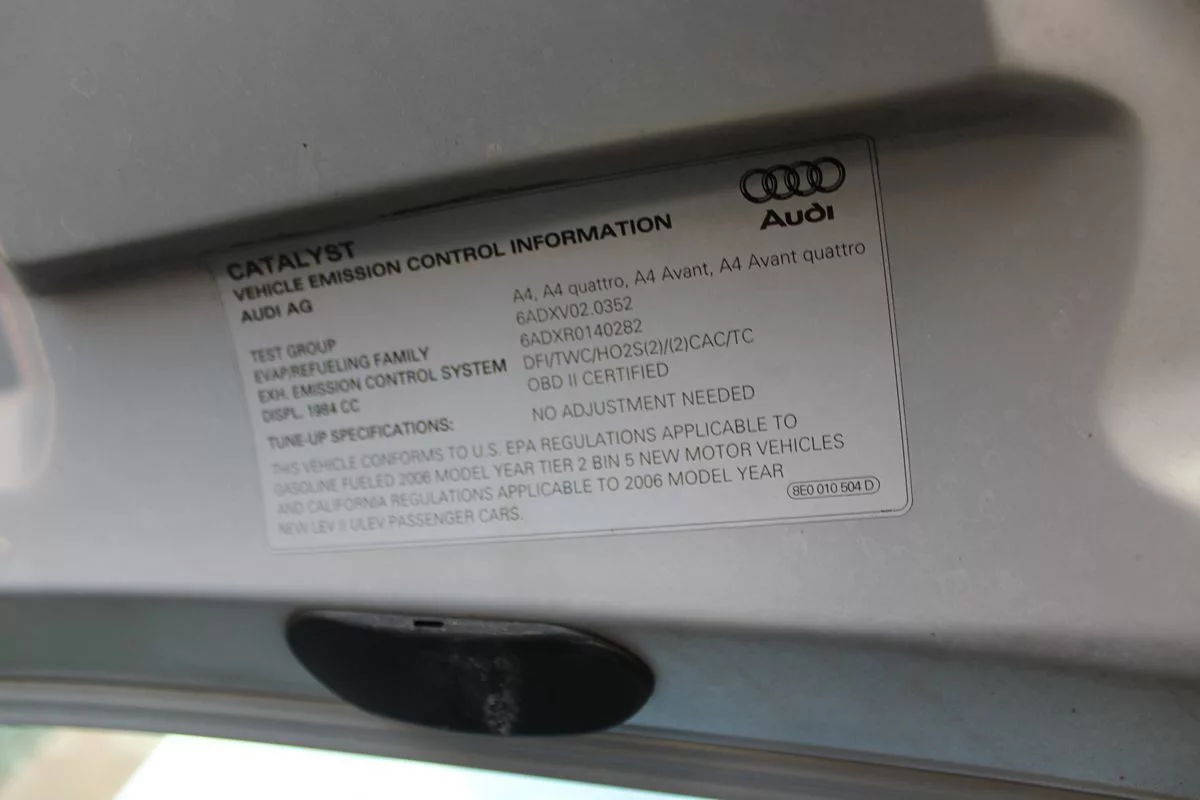 Audi
CATALYST
VEHICLE EMISSION CONTROL INFORMATION
AUDI AG
A4, A4 quattro, A4 Avant, A4 Avant quattro
TEST GROUP 6ADXV02.0352
EVAP/REFUELING FAMILY 6ADXR0140282
EXH. EMISSION CONTROL SYSTEM DFI/TWC/HO2S(2)/(2)CAC/TC
DISPL. 1984 CC OBD II CERTIFIED
TUNE-UP SPECIFICATIONS: NO ADJUSTMENT NEEDED
THIS VEHICLE CONFORMS TO U.S. EPA REGULATIONS APPLICABLE TO
GASOLINE FUELED 2006 MODEL YEAR TIER 2 BIN 5 NEW MOTOR VEHICLES
AND CALIFORNIA REGULATIONS APPLICABLE TO 2006 MODEL YEAR
NEW LEV II ULEV PASSENGER CARS.
8E0 010 504 D